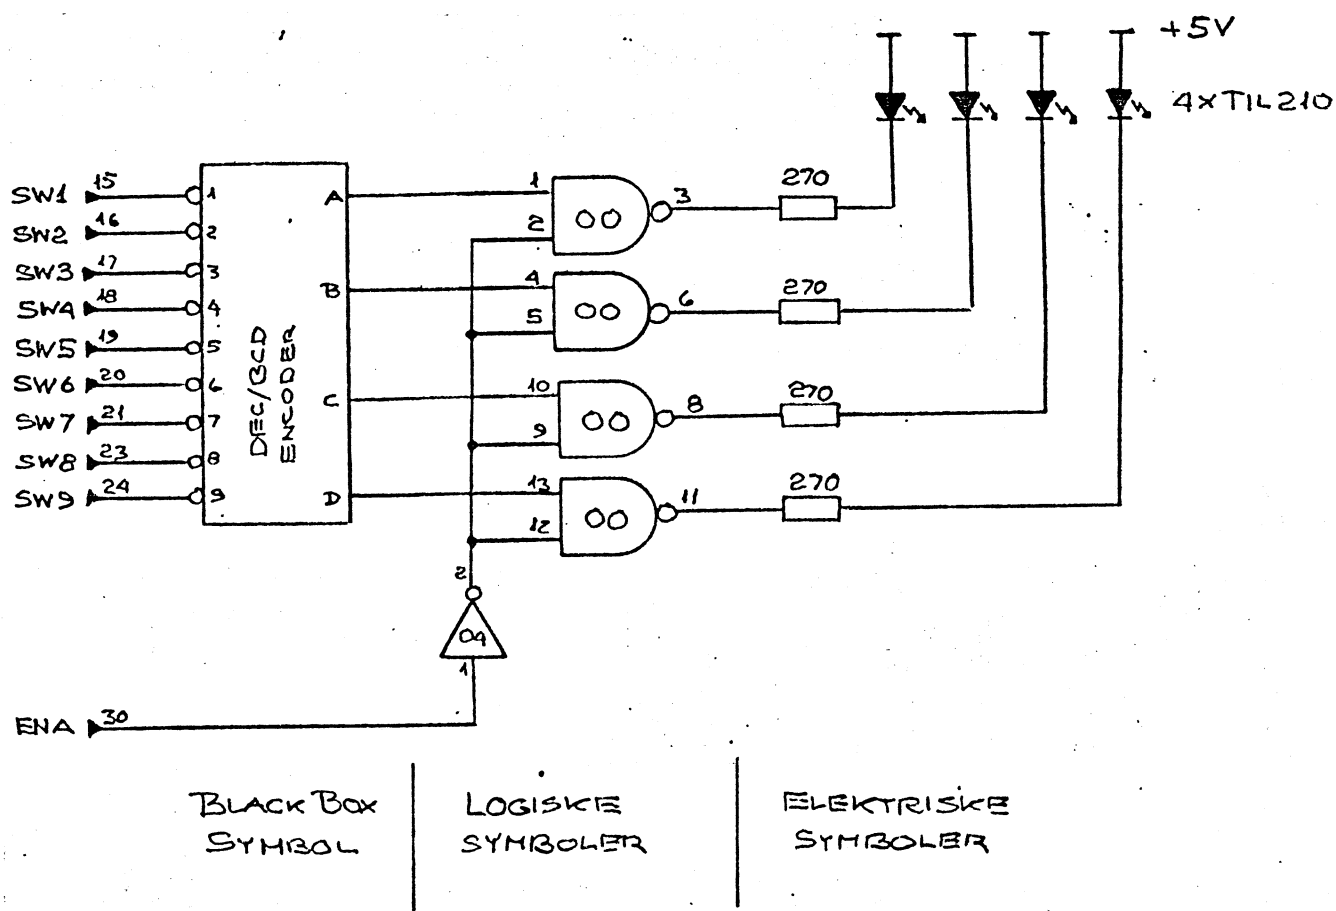 +5V
4XTIL210
SW1 15 1
SW2 16 2
SW3 17 3
SW4 18 4
SW5 19 5
SW6 20 6
SW7 21 7
SW8 23 8
SW9 24 9
DEC/BCD
ENCODER
A
B
C
D
1
2
00
3
270
4
5
00
6
270
10
9
00
8
270
13
12
00
11
270
2
04
1
ENA 30
BLACK BOX
SYMBOL
LOGISKE
SYMBOLER
ELEKTRISKE
SYMBOLER